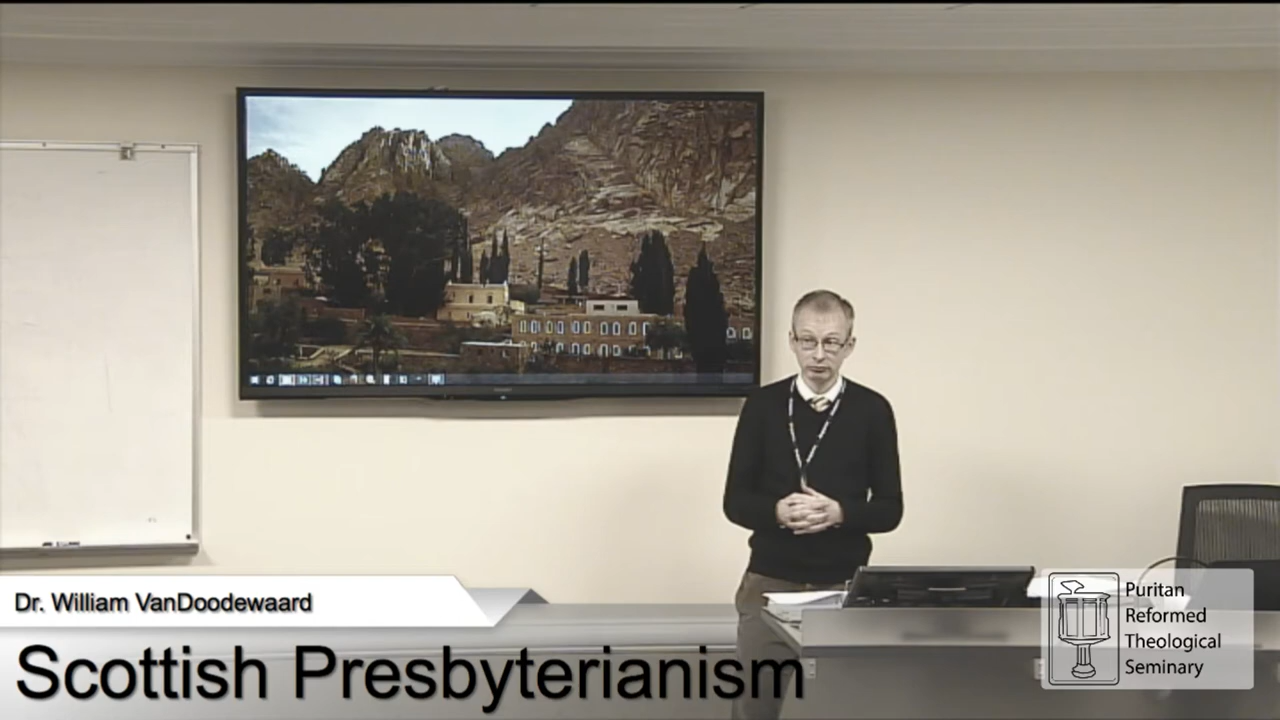 Dr. William VanDoodewaard
Scottish Presbyterianism
Puritan
Reformed
Theological
Seminary